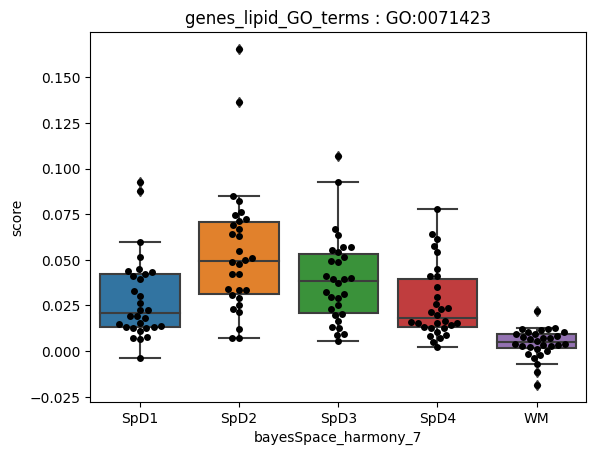 genes_lipid_GO_terms : GO:0071423
score
0.150
0.125
0.100
0.075
0.050
0.025
0.000
−0.025
SpD1 SpD2 SpD3 SpD4 WM
bayesSpace_harmony_7